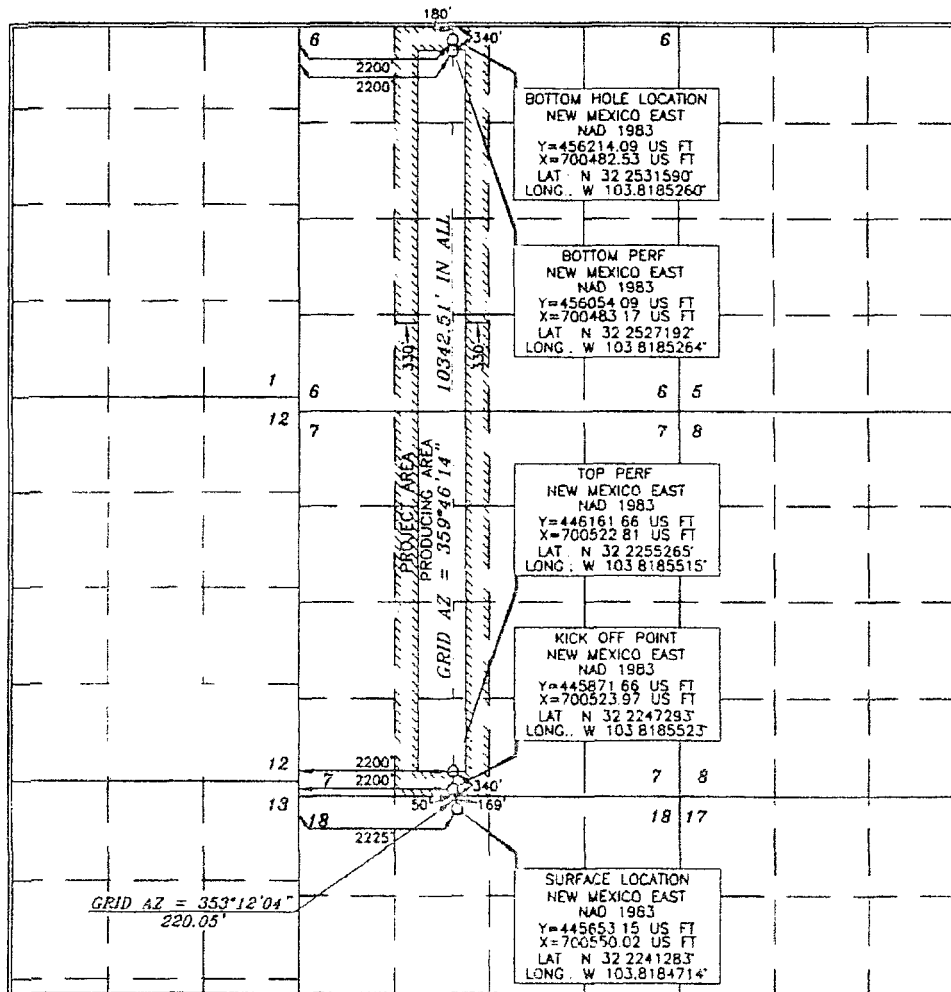 180'
6
340'
6
2200'
2200'
BOTTOM HOLE LOCATION
NEW MEXICO EAST
NAD 1983
Y=456214.09 US FT
X=700482.53 US FT
LAT N 32.2531590°
LONG. W 103.8185260°
BOTTOM PERF
NEW MEXICO EAST
NAD 1983
Y=456054.09 US FT
X=700483.17 US FT
LAT N 32.2527192°
LONG. W 103.8185264°
10342.51' IN ALL
330'
330'
1
6
6
5
12
7
7
8
PROJECT AREA
PRODUCING AREA
GRID AZ = 359°46'14"
TOP PERF
NEW MEXICO EAST
NAD 1983
Y=446161.66 US FT
X=700522.81 US FT
LAT N 32.2255265°
LONG. W 103.8185515°
KICK OFF POINT
NEW MEXICO EAST
NAD 1983
Y=445871.66 US FT
X=700523.97 US FT
LAT N 32.2247293°
LONG. W 103.8185523°
12
2200'
7
2200'
340'
7
8
13
50'
169'
18
2225'
18
17
GRID AZ = 353°12'04"
220.05'
SURFACE LOCATION
NEW MEXICO EAST
NAD 1983
Y=445653.15 US FT
X=700550.02 US FT
LAT N 32.2241283°
LONG. W 103.8184714°